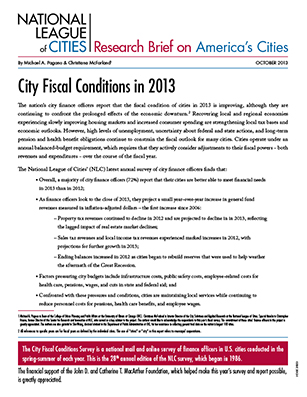 NATIONAL
LEAGUE
of CITIES
Research Brief on America's Cities
By Michael A. Pagano & Christiana McFarland¹
OCTOBER 2013
City Fiscal Conditions in 2013
The nation's city finance officers report that the fiscal condition of cities in 2013 is improving, although they are
continuing to confront the prolonged effects of the economic downturn.² Recovering local and regional economies
experiencing slowly improving housing markets and increased consumer spending are strengthening local tax bases and
economic outlooks. However, high levels of unemployment, uncertainty about federal and state actions, and long-term
pension and health benefit obligations continue to constrain the fiscal outlook for many cities. Cities operate under an
annual balanced-budget requirement, which requires that they actively consider adjustments to their fiscal powers - both
revenues and expenditures - over the course of the fiscal year.
The National League of Cities' (NLC) latest annual survey of city finance officers finds that:
• Overall, a majority of city finance officers (72%) report that their cities are better able to meet financial needs
in 2013 than in 2012;
• As finance officers look to the close of 2013, they project a small year-over-year increase in general fund
revenues measured in inflation-adjusted dollars - the first increase since 2006:
– Property tax revenues continued to decline in 2012 and are projected to decline in in 2013, reflecting
the lagged impact of real estate market declines;
– Sales tax revenues and local income tax revenues experienced marked increases in 2012, with
projections for further growth in 2013;
– Ending balances increased in 2012 as cities began to rebuild reserves that were used to help weather
the aftermath of the Great Recession.
• Factors pressuring city budgets include infrastructure costs, public safety costs, employee-related costs for
health care, pensions, wages, and cuts in state and federal aid; and
• Confronted with these pressures and conditions, cities are maintaining local services while continuing to
reduce personnel costs for pensions, health care benefits, and employee wages.
The City Fiscal Conditions Survey is a national mail and online survey of finance officers in U.S. cities conducted in the
spring-summer of each year. This is the 28th annual edition of the NLC survey, which began in 1986.
The financial support of the John D. and Catherine T. MacArthur Foundation, which helped make this year's survey and report possible,
is greatly appreciated.